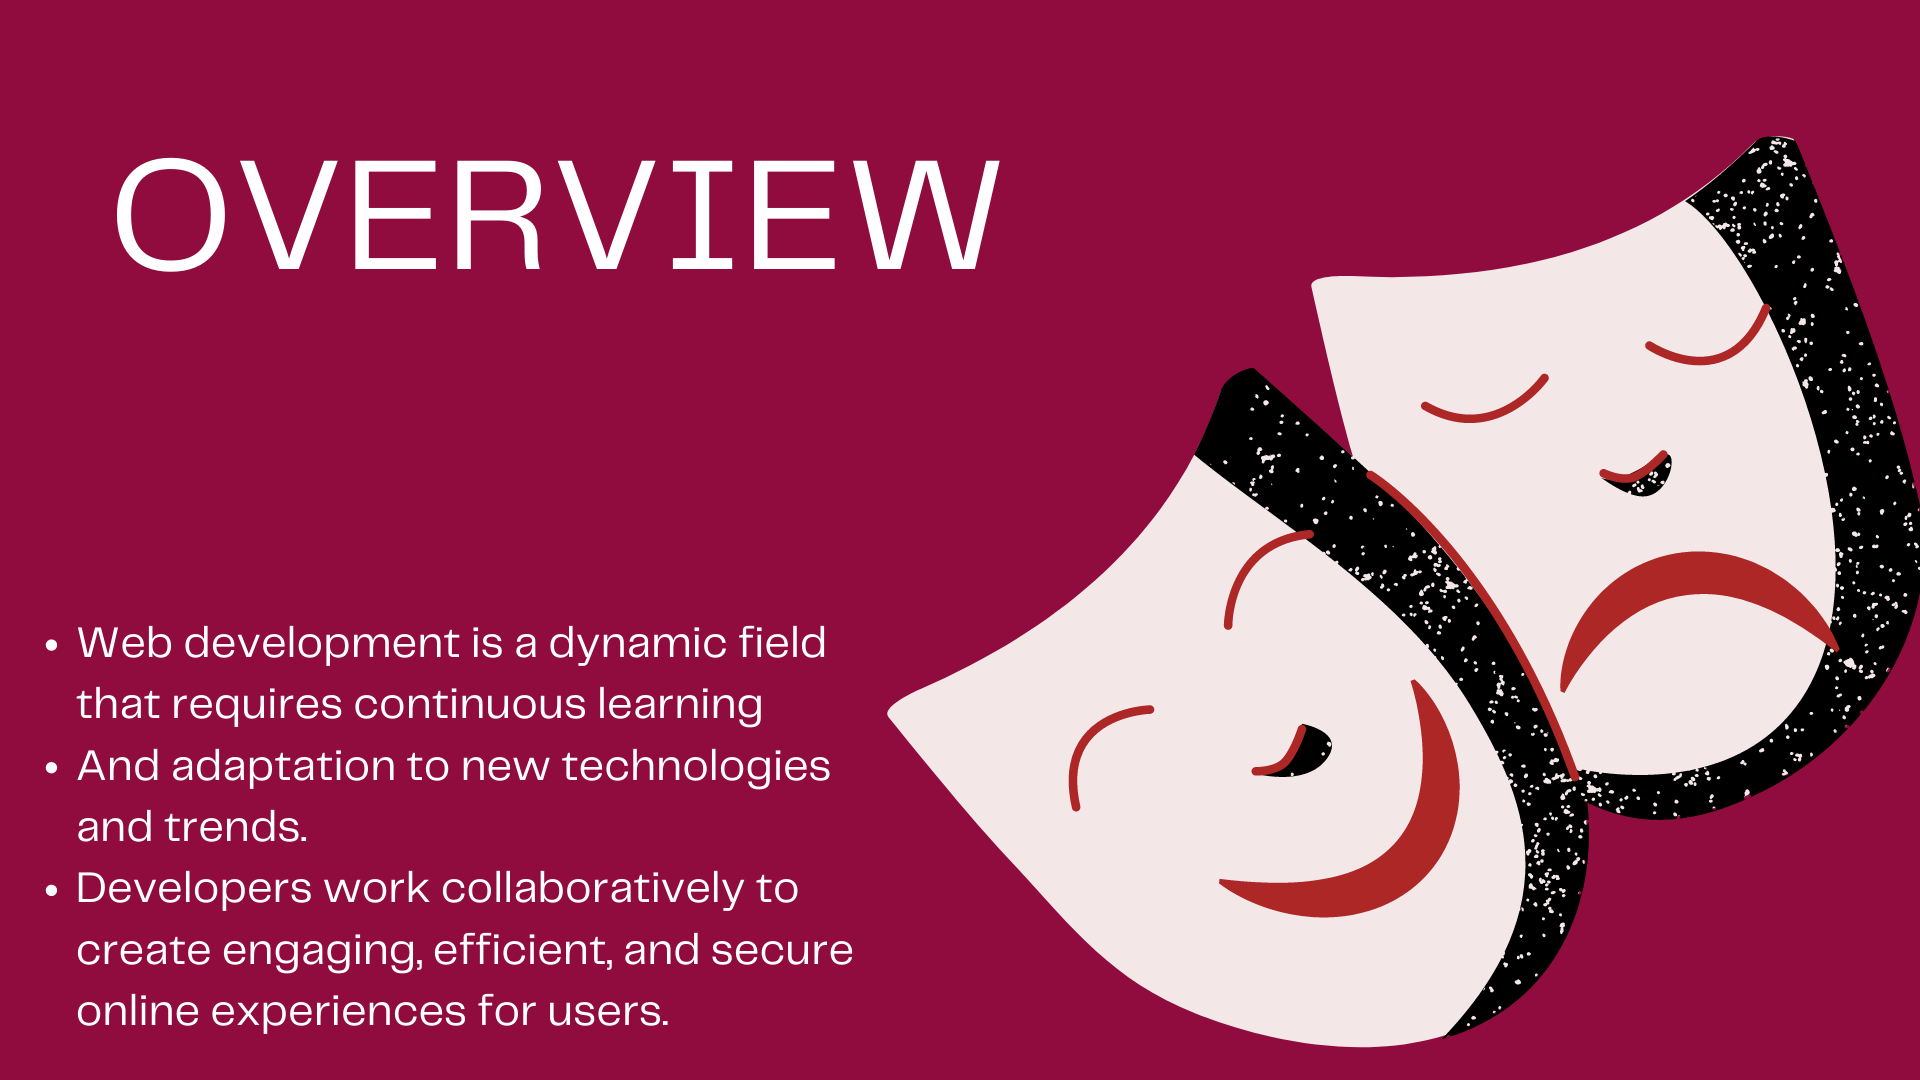 OVERVIEW
• Web development is a dynamic field
that requires continuous learning
• And adaptation to new technologies
and trends.
• Developers work collaboratively to
create engaging, efficient, and secure
online experiences for users.